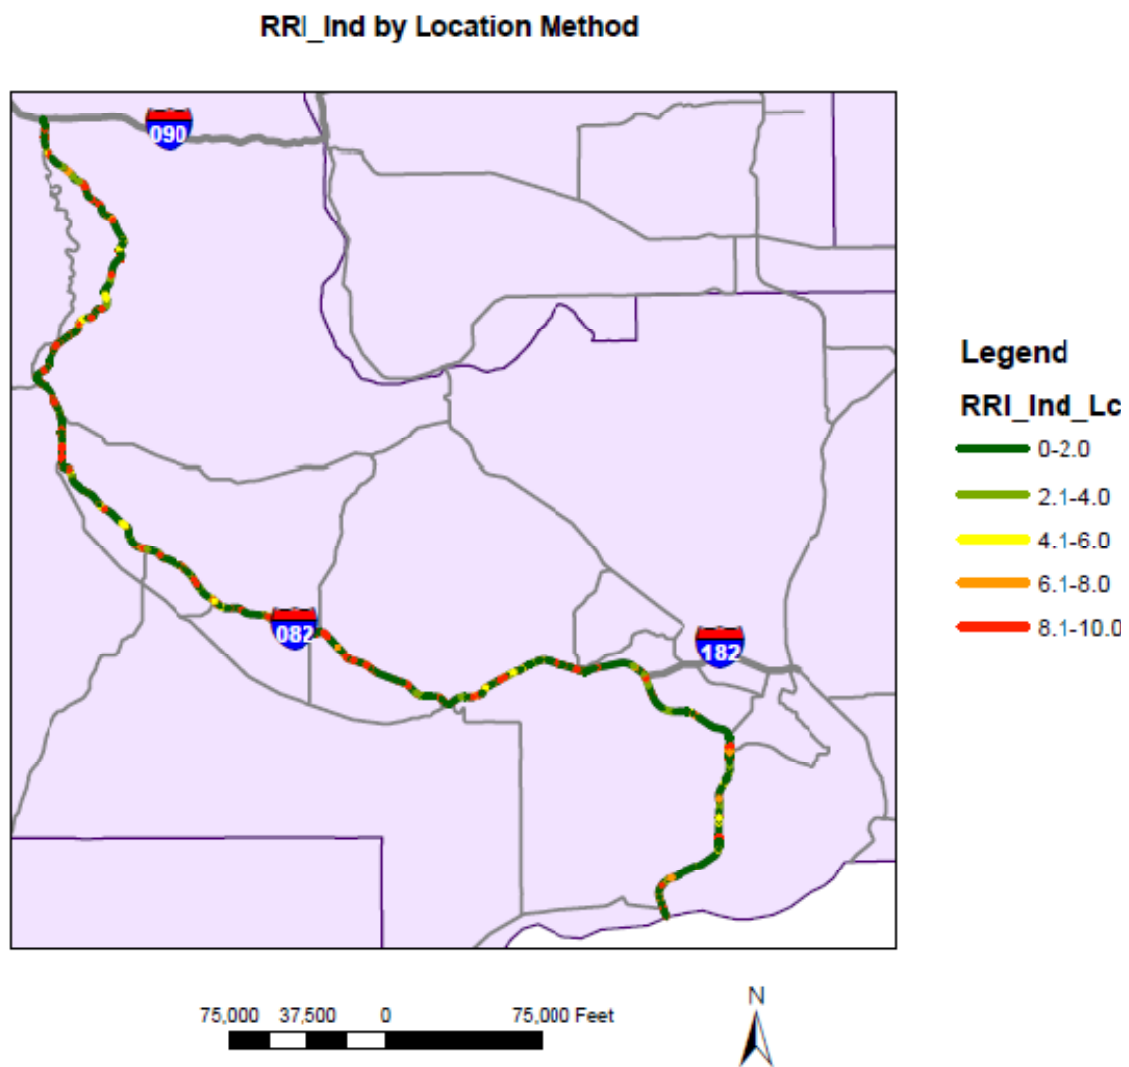 RRI_Ind by Location Method
090
Legend
RRI_Ind_Lc
0-2.0
2.1-4.0
4.1-6.0
6.1-8.0
8.1-10.0
082
182
75,000 37,500 0 75,000 Feet
N